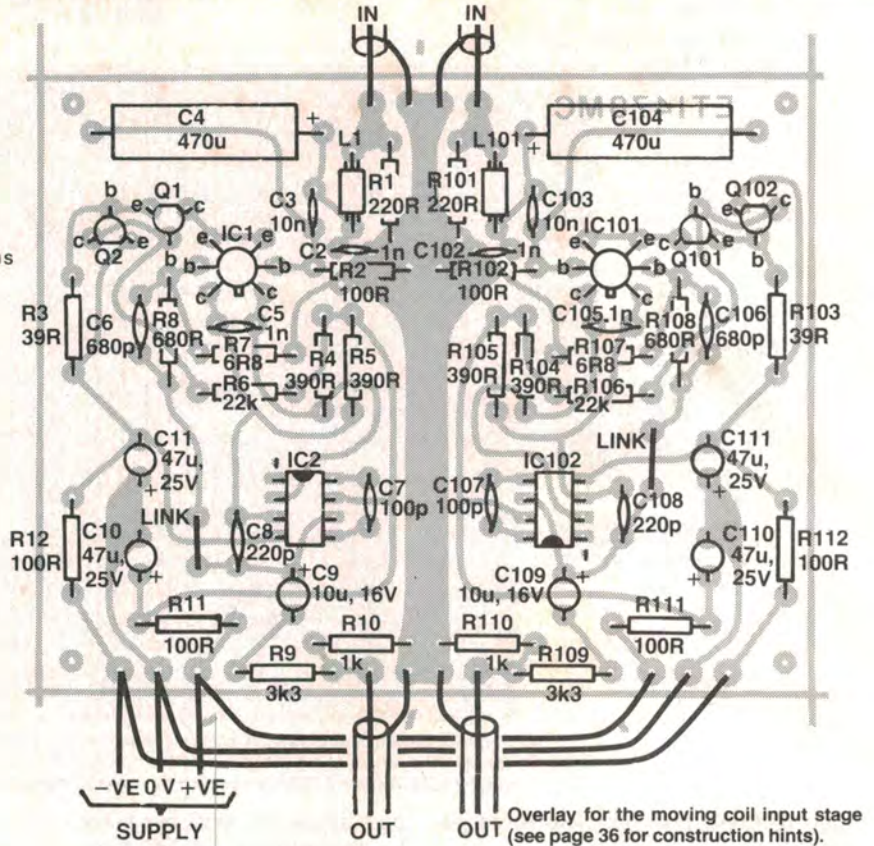 IN IN
ETI478MC
C4
470u
+
L1
R1
220R
R101
220R
L101
C104
470u
+
C3
10n
C103
10n
b
Q1
c
e
b
c
Q2
e
b
e
IC1
e
b
b
c
c
C2
1n
C102
1n
R2
100R
R102
100R
e
IC101
e
b
b
c
c
b
e
c
Q101
Q102
e
c
b
ns
R3
39R
C6
680p
R8
680R
C5
1n
R7
6R8
R6
22k
R4
390R
R5
390R
R105
390R
R104
390R
C105,1n
R107
6R8
R106
22k
R108
680R
C106
680p
R103
39R
C11
47u,
25V
+
IC2
C7
100p
C107
100p
IC102
LINK
C108
220p
C111
47u,
25V
+
R12
100R
C10
47u,
25V
+
LINK
C8
220p
C110
47u,
25V
+
R112
100R
+
C9
10u, 16V
C109
10u, 16V
+
R11
100R
R10
1k
R110
1k
R111
100R
R9
3k3
R109
3k3
–VE 0 V +VE
SUPPLY
OUT
OUT
Overlay for the moving coil input stage
(see page 36 for construction hints).